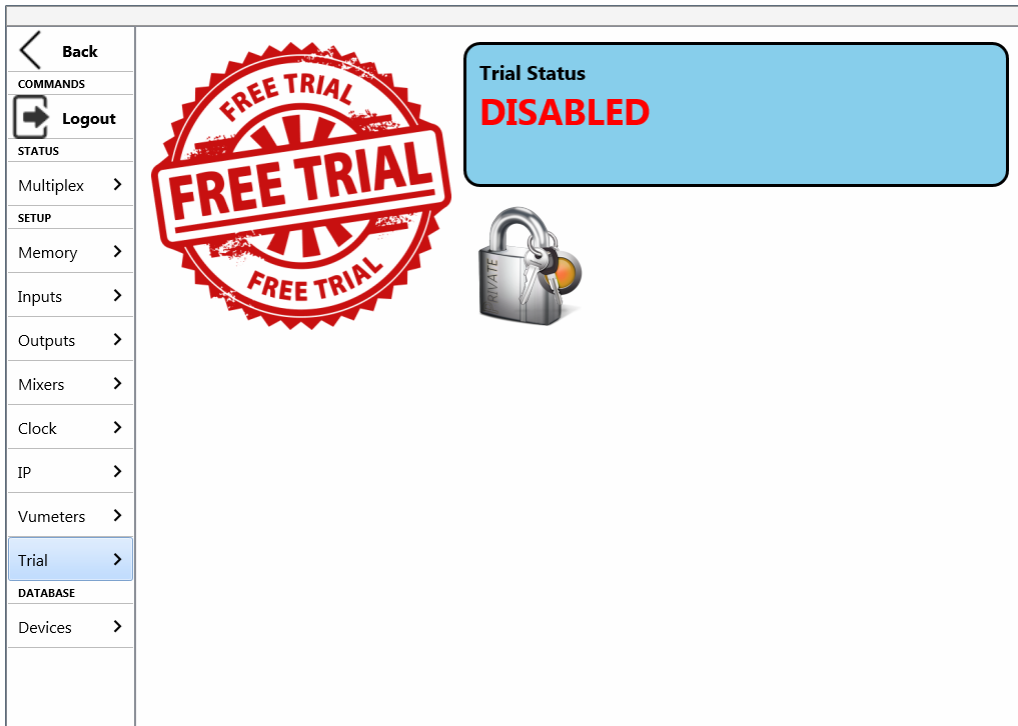 Back
COMMANDS
Logout
STATUS
Multiplex
SETUP
Memory
Inputs
Outputs
Mixers
Clock
IP
Vumeters
Trial
DATABASE
Devices
FREE TRIAL
FREE TRIAL
FREE TRIAL
Trial Status
DISABLED
RIVATE